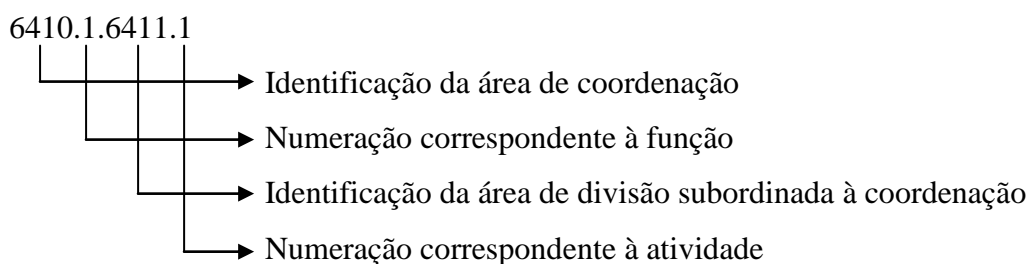 6410.1.6411.1
Identificação da área de coordenação
Numeração correspondente à função
Identificação da área de divisão subordinada à coordenação
Numeração correspondente à atividade